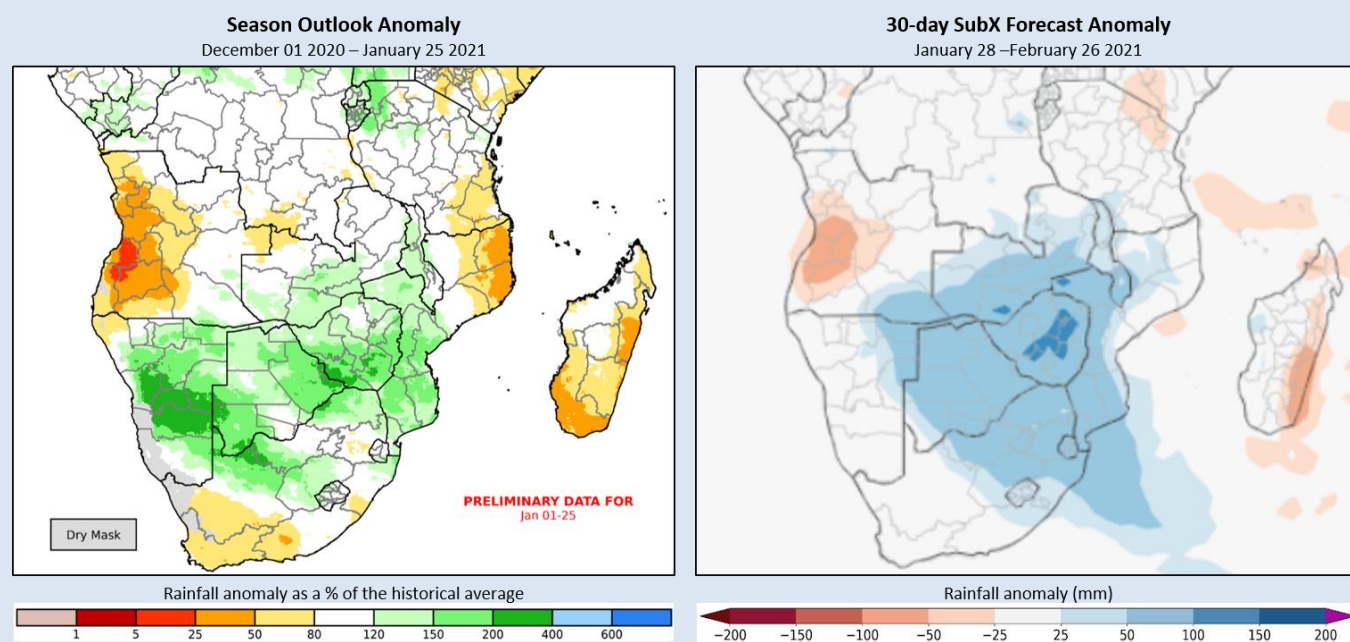 Season Outlook Anomaly
December 01 2020 – January 25 2021
PRELIMINARY DATA FOR
Jan 01-25
Dry Mask
Rainfall anomaly as a % of the historical average
1 5 25 50 80 120 150 200 400 600
30-day SubX Forecast Anomaly
January 28 –February 26 2021
Rainfall anomaly (mm)
−200 −150 −100 −50 −25 25 50 100 150 200